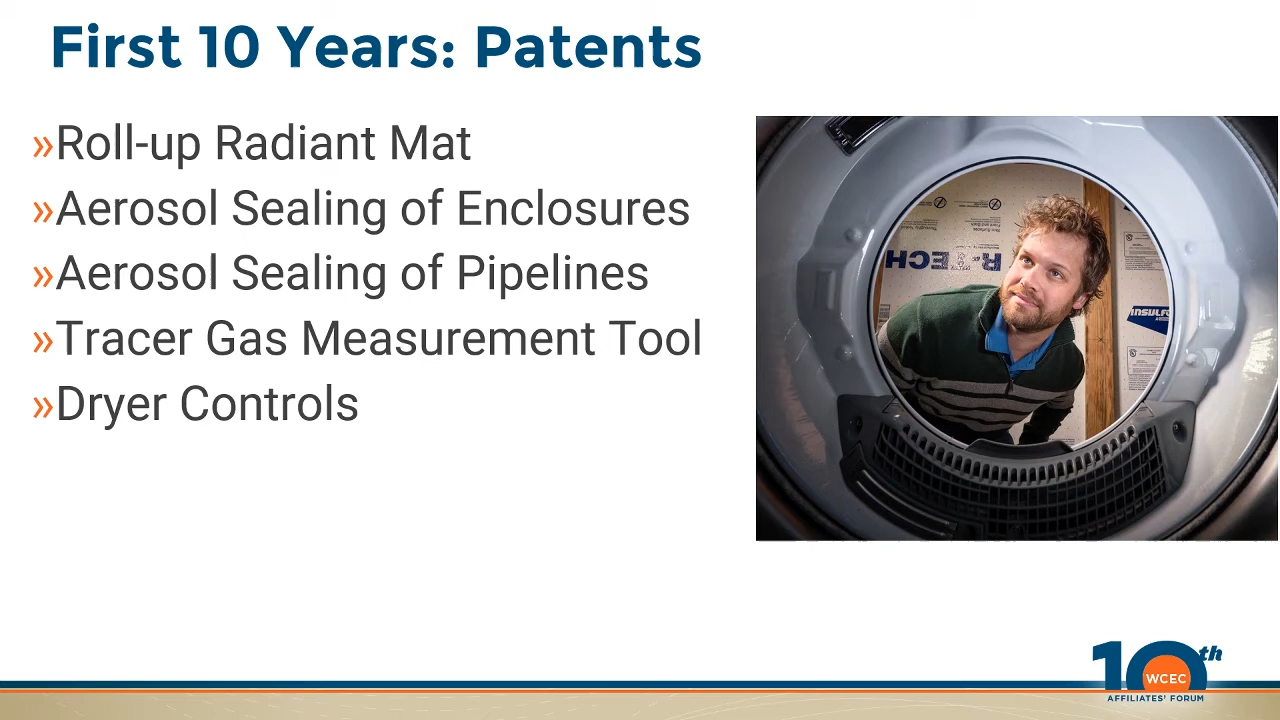 First 10 Years: Patents
»Roll-up Radiant Mat
»Aerosol Sealing of Enclosures
»Aerosol Sealing of Pipelines
»Tracer Gas Measurement Tool
»Dryer Controls
10th
WCEC
AFFILIATES' FORUM